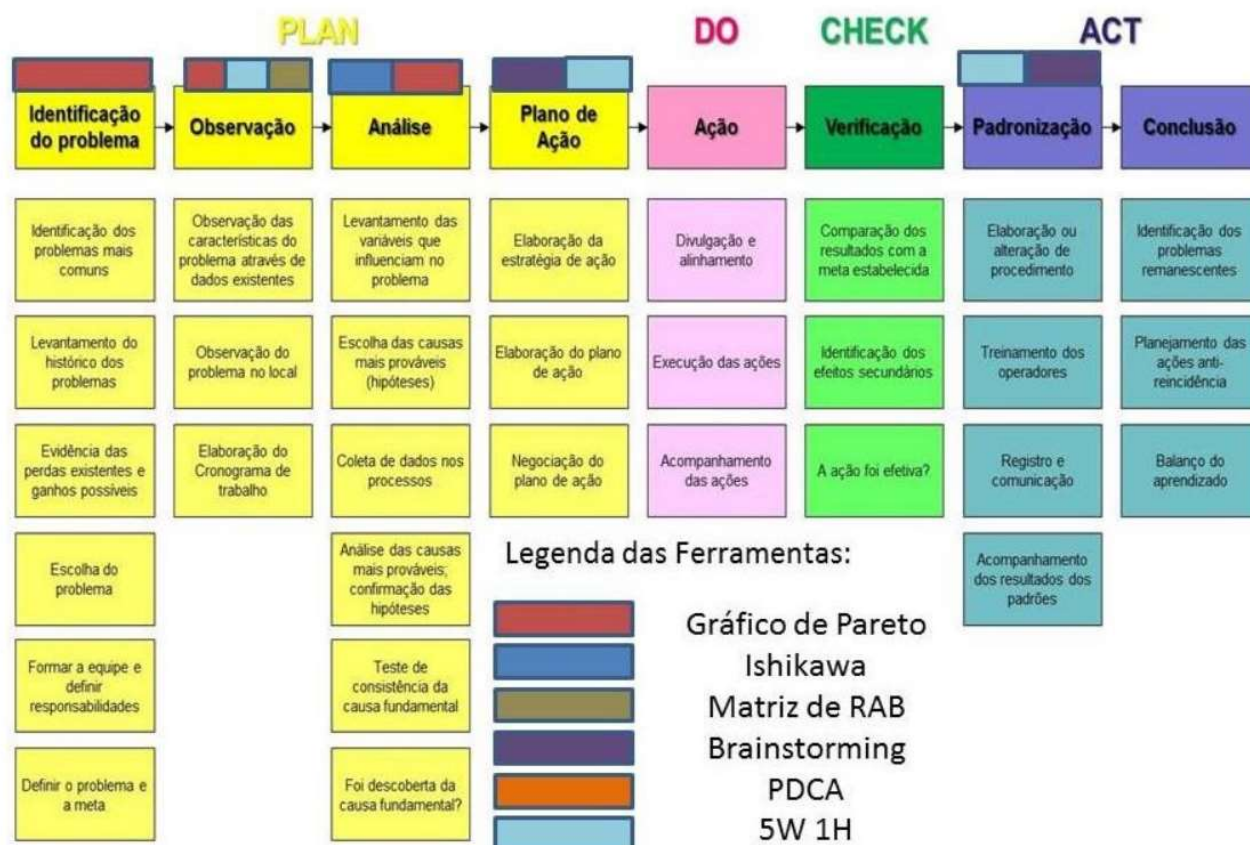 PLAN
DO
CHECK
ACT
Identificação
do problema
Observação
Análise
Plano de
Ação
Ação
Verificação
Padronização
Conclusão
Identificação dos
problemas mais
comuns
Levantamento do
histórico dos
problemas
Evidência das
perdas existentes e
ganhos possíveis
Escolha do
problema
Formar a equipe e
definir
responsabilidades
Definir o problema e
a meta
Observação das
características do
problema através de
dados existentes
Observação do
problema no local
Elaboração do
Cronograma de
trabalho
Levantamento das
variáveis que
influenciam no
problema
Escolha das causas
mais prováveis
(hipóteses)
Coleta de dados nos
processos
Análise das causas
mais prováveis;
confirmação das
hipóteses
Teste de
consistência da
causa fundamental
Foi descoberta da
causa fundamental?
Elaboração da
estratégia de ação
Elaboração do plano
de ação
Negociação do
plano de ação
Divulgação e
alinhamento
Execução das ações
Acompanhamento
das ações
Comparação dos
resultados com a
meta estabelecida
Identificação dos
efeitos secundários
A ação foi efetiva?
Elaboração ou
alteração de
procedimento
Treinamento dos
operadores
Registro e
comunicação
Acompanhamento
dos resultados dos
padrões
Identificação dos
problemas
remanescentes
Planejamento das
ações anti-
reincidência
Balanço do
aprendizado
Legenda das Ferramentas:
Gráfico de Pareto
Ishikawa
Matriz de RAB
Brainstorming
PDCA
5W 1H